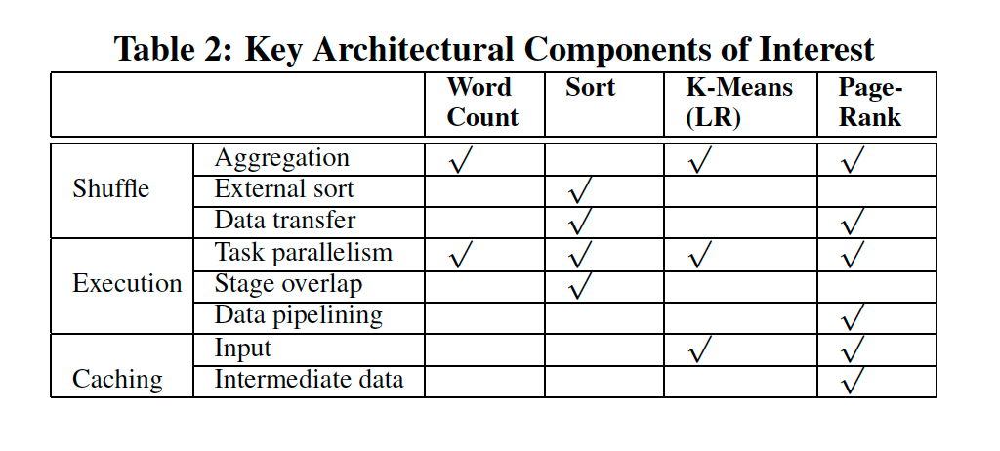 Table 2: Key Architectural Components of Interest
Word Count Sort K-Means (LR) Page-Rank
Shuffle Aggregation √ √ √
External sort √
Data transfer √ √
Execution Task parallelism √ √ √ √
Stage overlap √
Data pipelining √
Caching Input √ √
Intermediate data √